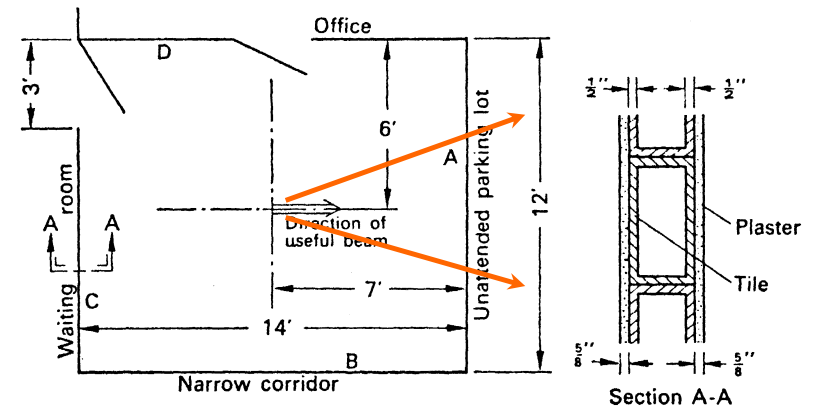 Office
D
3'
6'
A
Unattended parking lot
12'
Waiting room
A A
Direction of
useful beam
7'
C
14'
B
Narrow corridor
1/2" 1/2"
Plaster
Tile
5/8" 5/8"
Section A-A